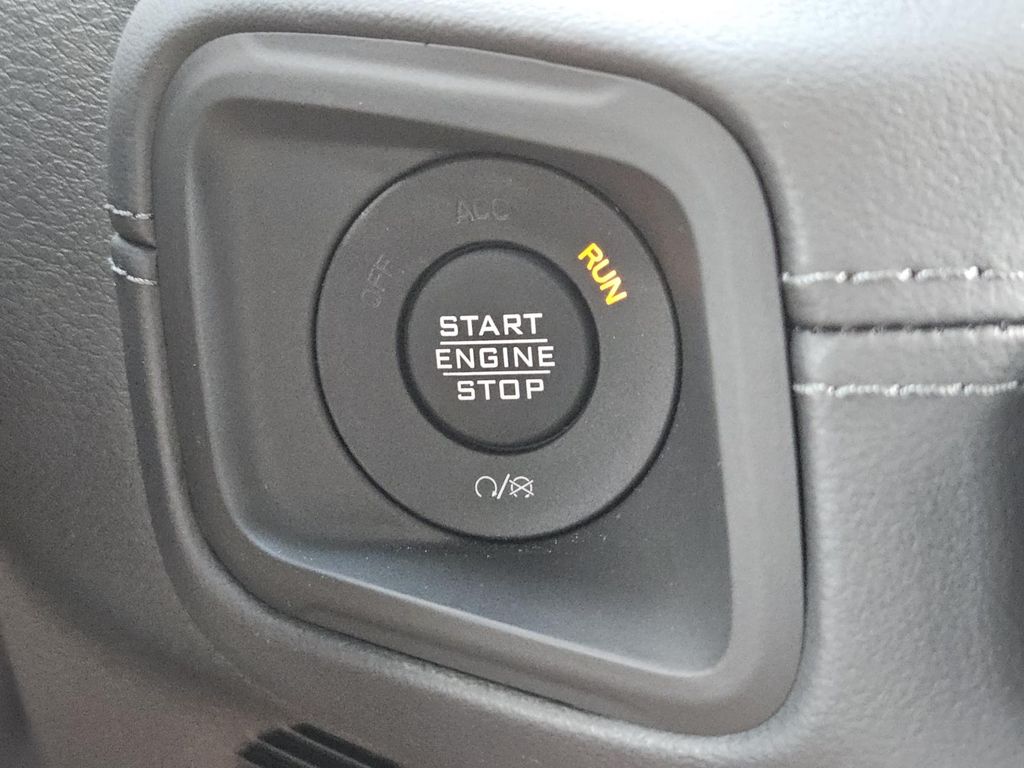 ACC
OFF
RUN
START
ENGINE
STOP